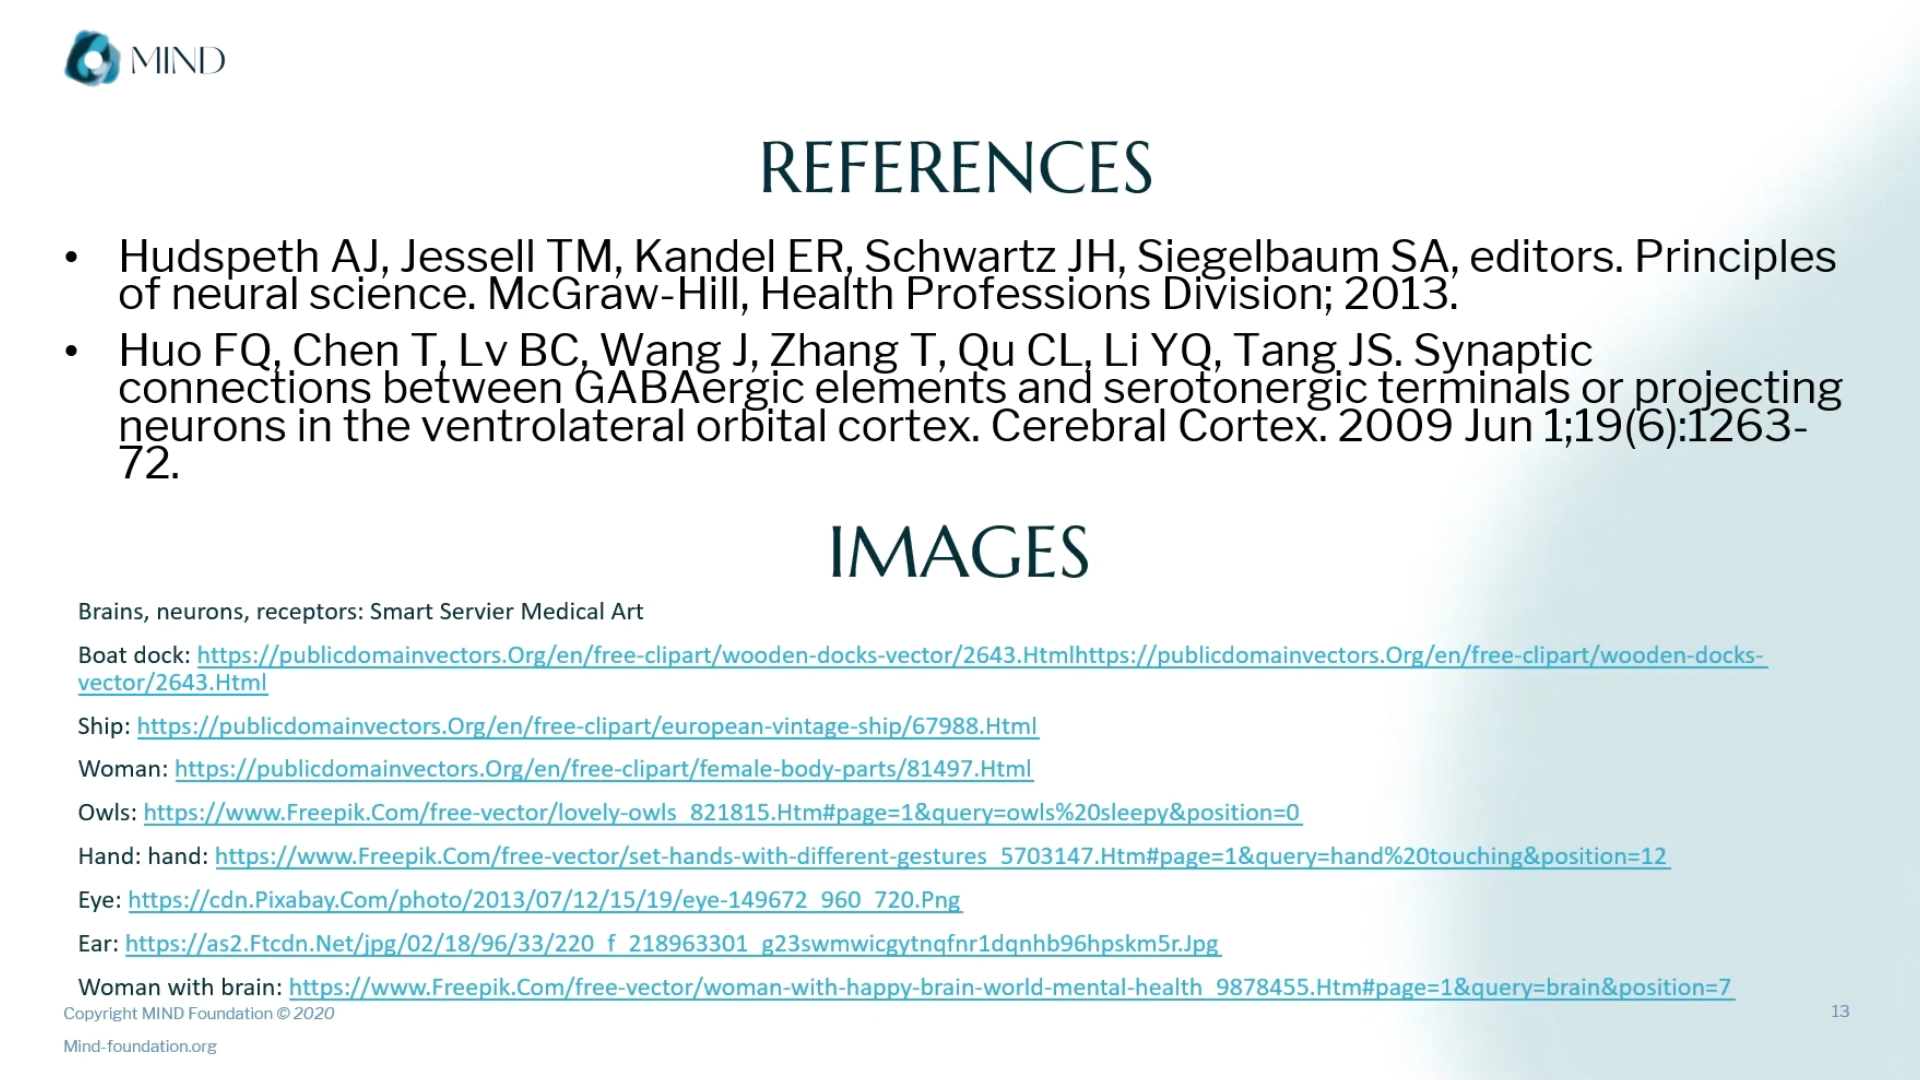 MIND
REFERENCES
• Hudspeth AJ, Jessell TM, Kandel ER, Schwartz JH, Siegelbaum SA, editors. Principles
of neural science. McGraw-Hill, Health Professions Division; 2013.
• Huo FQ, Chen T, Lv BC, Wang J, Zhang T, Qu CL, Li YQ, Tang JS. Synaptic
connections between GABAergic elements and serotonergic terminals or projecting
neurons in the ventrolateral orbital cortex. Cerebral Cortex. 2009 Jun 1;19(6):1263-
72.
IMAGES
Brains, neurons, receptors: Smart Servier Medical Art
Boat dock: https://publicdomainvectors.Org/en/free-clipart/wooden-docks-vector/2643.Htmlhttps://publicdomainvectors.Org/en/free-clipart/wooden-docks-
vector/2643.Html
Ship: https://publicdomainvectors.Org/en/free-clipart/european-vintage-ship/67988.Html
Woman: https://publicdomainvectors.Org/en/free-clipart/female-body-parts/81497.Html
Owls: https://www.Freepik.Com/free-vector/lovely-owls_821815.Htm#page=1&query=owls%20sleepy&position=0
Hand: hand: https://www.Freepik.Com/free-vector/set-hands-with-different-gestures_5703147.Htm#page=1&query=hand%20touching&position=12
Eye: https://cdn.Pixabay.Com/photo/2013/07/12/15/19/eye-149672_960_720.Png
Ear: https://as2.Ftcdn.Net/jpg/02/18/96/33/220_f_218963301_g23swmwicgytnqfnr1dqnhb96hpskm5r.Jpg
Woman with brain: https://www.Freepik.Com/free-vector/woman-with-happy-brain-world-mental-health_9878455.Htm#page=1&query=brain&position=7
Copyright MIND Foundation © 2020
13
Mind-foundation.org